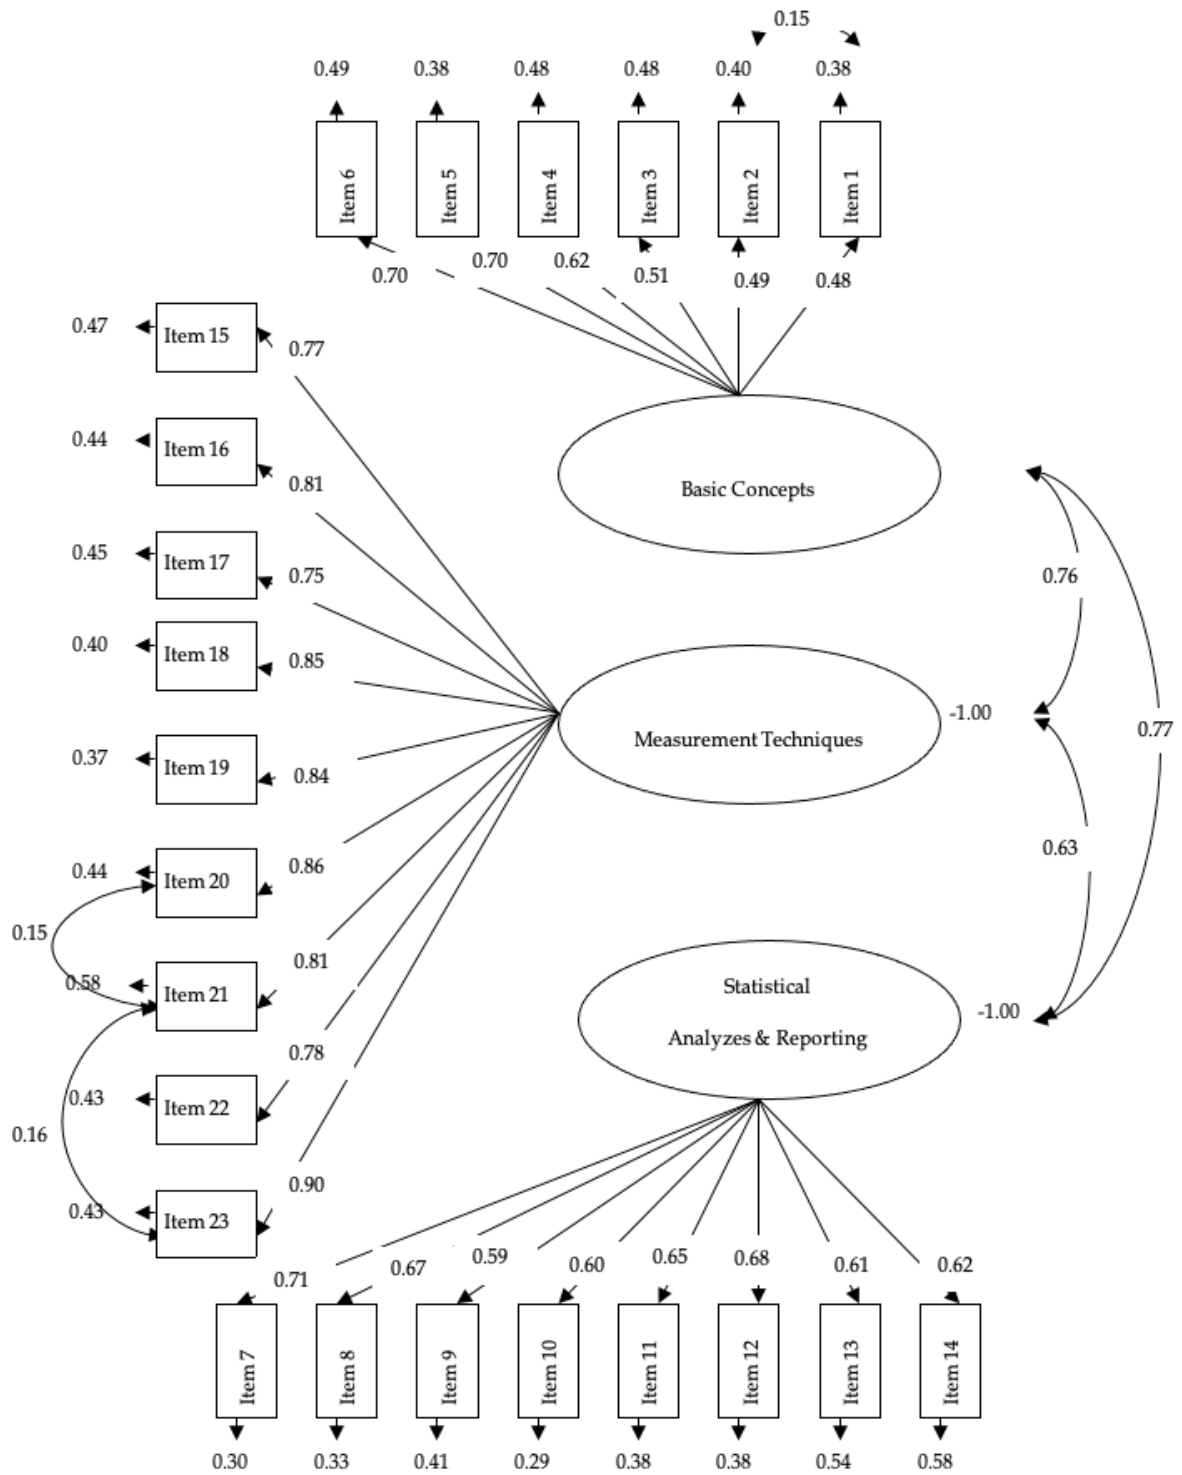 0.15
0.49 0.38 0.48 0.48 0.40 0.38
Item 6 Item 5 Item 4 Item 3 Item 2 Item 1
0.70 0.70 0.62 0.51 0.49 0.48
0.47 Item 15 0.77
0.44 Item 16 0.81
Basic Concepts
0.45 Item 17 0.75
0.76
0.40 Item 18 0.85
-1.00
Measurement Techniques
0.77
0.37 Item 19 0.84
0.63
0.44 Item 20 0.86
0.15
0.58 Item 21 0.81
Statistical
-1.00
Analyzes & Reporting
0.43 Item 22 0.78
0.16
0.43 Item 23 0.90
0.71 0.67 0.59 0.60 0.65 0.68 0.61 0.62
Item 7 Item 8 Item 9 Item 10 Item 11 Item 12 Item 13 Item 14
0.30 0.33 0.41 0.29 0.38 0.38 0.54 0.58